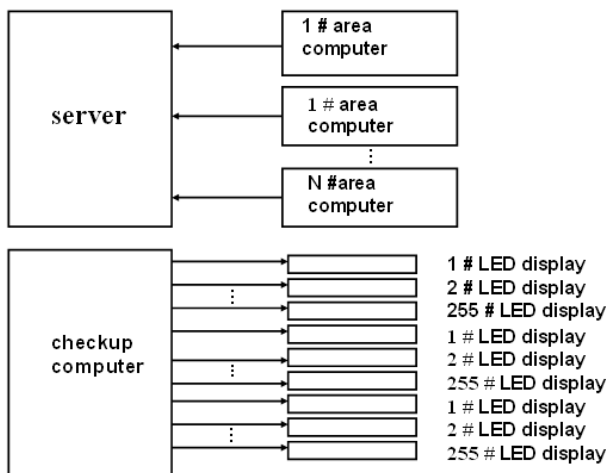 server
1 # area
computer
1 # area
computer
⋮
N #area
computer
checkup
computer
⋮
⋮
⋮
1 # LED display
2 # LED display
255 # LED display
1 # LED display
2 # LED display
255 # LED display
1 # LED display
2 # LED display
255 # LED display